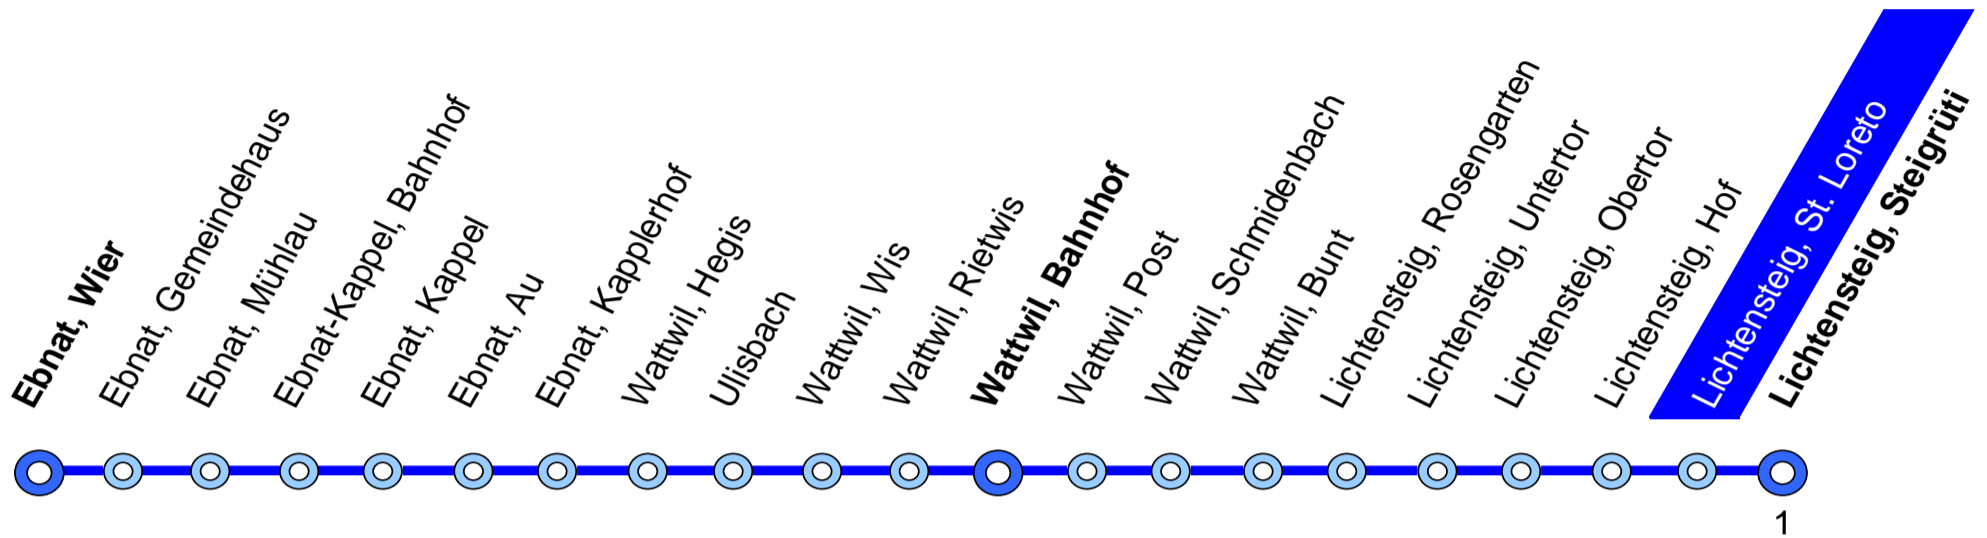 Ebnat, Wier
Ebnat, Gemeindehaus
Ebnat, Mühlau
Ebnat-Kappel, Bahnhof
Ebnat, Kappel
Ebnat, Au
Ebnat, Kapplerhof
Wattwil, Hegis
Ulisbach
Wattwil, Wis
Wattwil, Rietwis
Wattwil, Bahnhof
Wattwil, Post
Wattwil, Schmidenbach
Wattwil, Bunt
Lichtensteig, Rosengarten
Lichtensteig, Untertor
Lichtensteig, Obertor
Lichtensteig, Hof
Lichtensteig, St. Loreto
Lichtensteig, Steigrüti
1